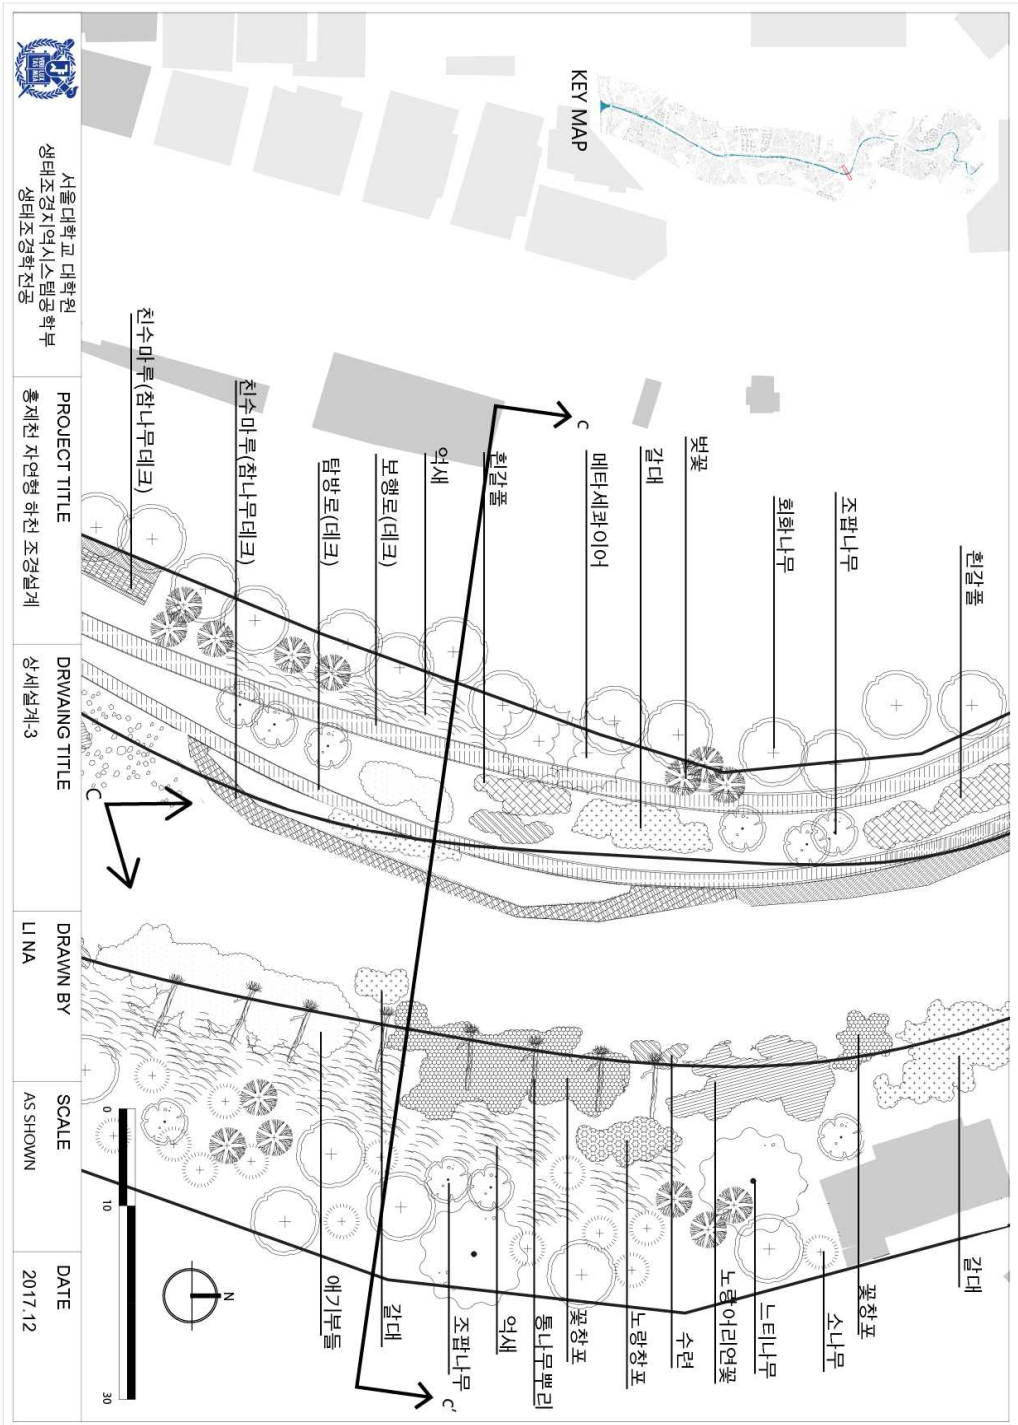 KEY MAP
서울대학교 대학원
생태조경지역시스템공학부
생태조경학전공
PROJECT TITLE
홍제천 자연형 하천 조경설계
DRWAING TITLE
상세설계-3
DRAWN BY
LI NA
SCALE
AS SHOWN
DATE
2017.12
친수마루(참나무데크)
친수마루(참나무데크)
탐방로(데크)
보행로(데크)
억새
흰갈풀
메타세콰이어
갈대
벚꽃
회화나무
조팝나무
흰갈풀
C
C
C'
애기부들
갈대
조팝나무
억새
통나무뿌리
꽃창포
노랑창포
수련
노랑어리연꽃
느티나무
소나무
꽃창포
갈대
N
0
10
30